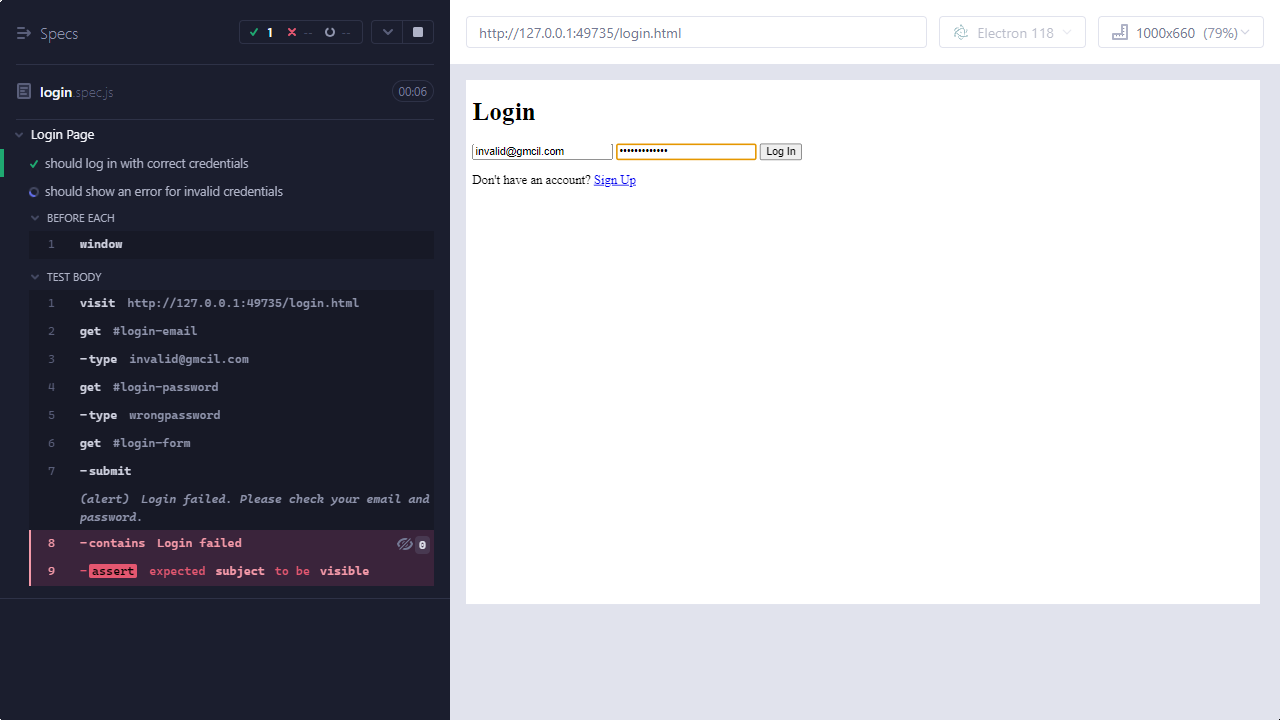 Specs
1 -- --
login.spec.js
00:06
Login Page
should log in with correct credentials
should show an error for invalid credentials
BEFORE EACH
1 window
TEST BODY
1 visit http://127.0.0.1:49735/login.html
2 get #login-email
3 -type invalid@gmcil.com
4 get #login-password
5 -type wrongpassword
6 get #login-form
7 -submit
(alert) Login failed. Please check your email and
password.
8 -contains Login failed 0
9 -assert expected subject to be visible
http://127.0.0.1:49735/login.html
Electron 118
1000x660 (79%)
Login
invalid@gmcil.com ••••••••••••• Log In
Don't have an account? Sign Up